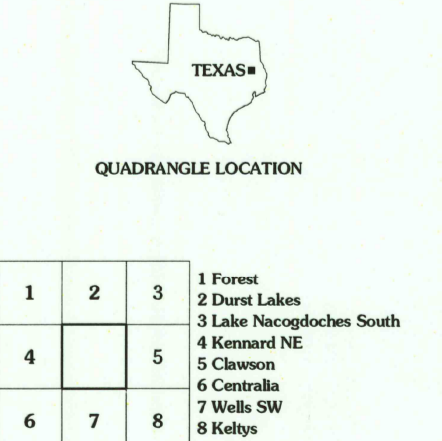 TEXAS
QUADRANGLE LOCATION
1 2 3
4 5
6 7 8
1 Forest
2 Durst Lakes
3 Lake Nacogdoches South
4 Kennard NE
5 Clawson
6 Centralia
7 Wells SW
8 Keltys